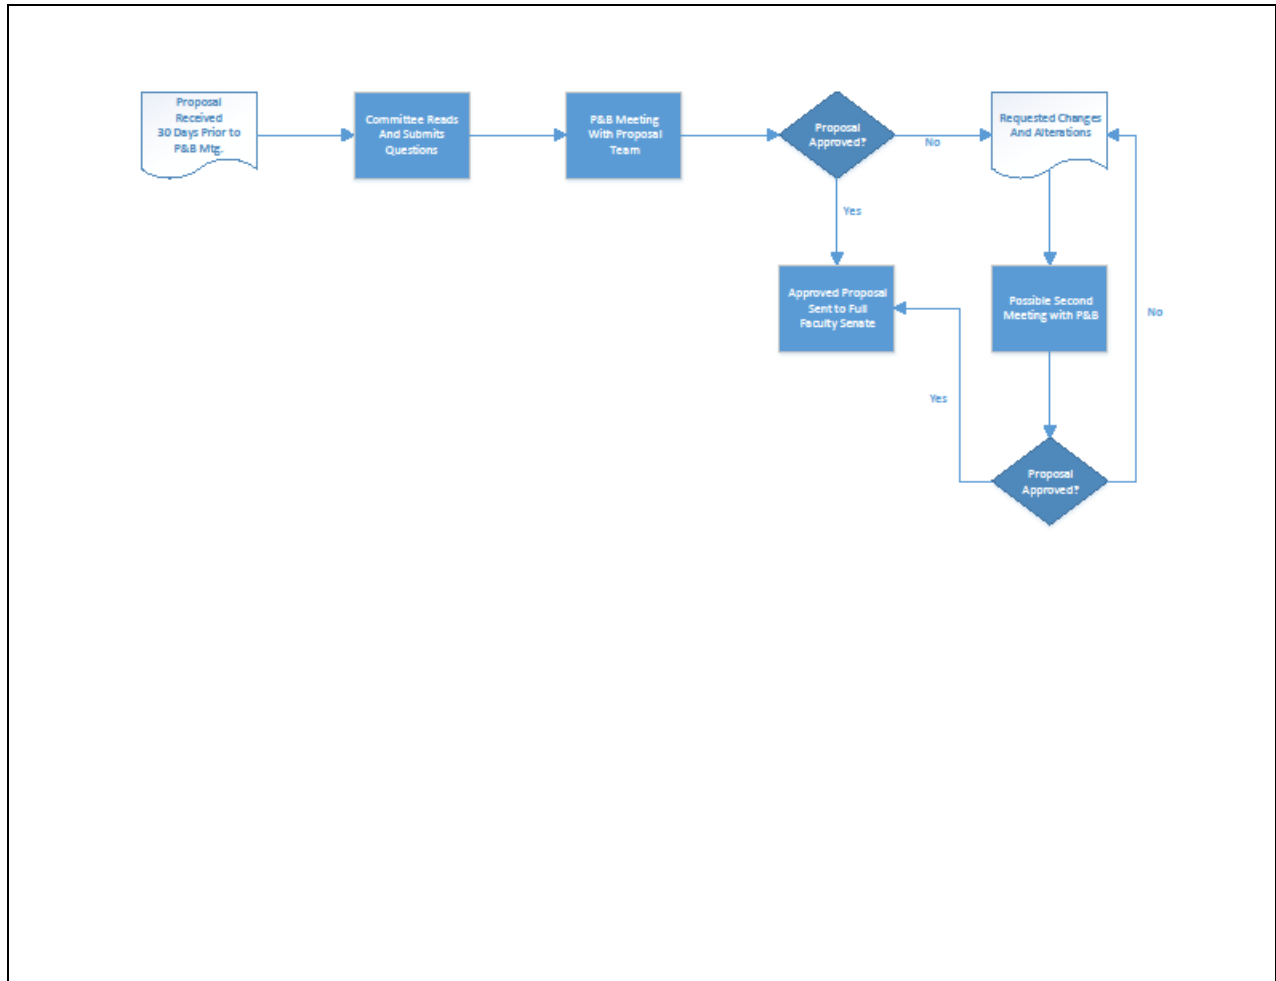 Proposal
Received
30 Days Prior to
P&B Mtg.
Committee Reads
And Submits
Questions
P&B Meeting
With Proposal
Team
Proposal
Approved?
No
Requested Changes
And Alterations
Yes
Approved Proposal
Sent to Full
Faculty Senate
Possible Second
Meeting with P&B
No
Yes
Proposal
Approved?